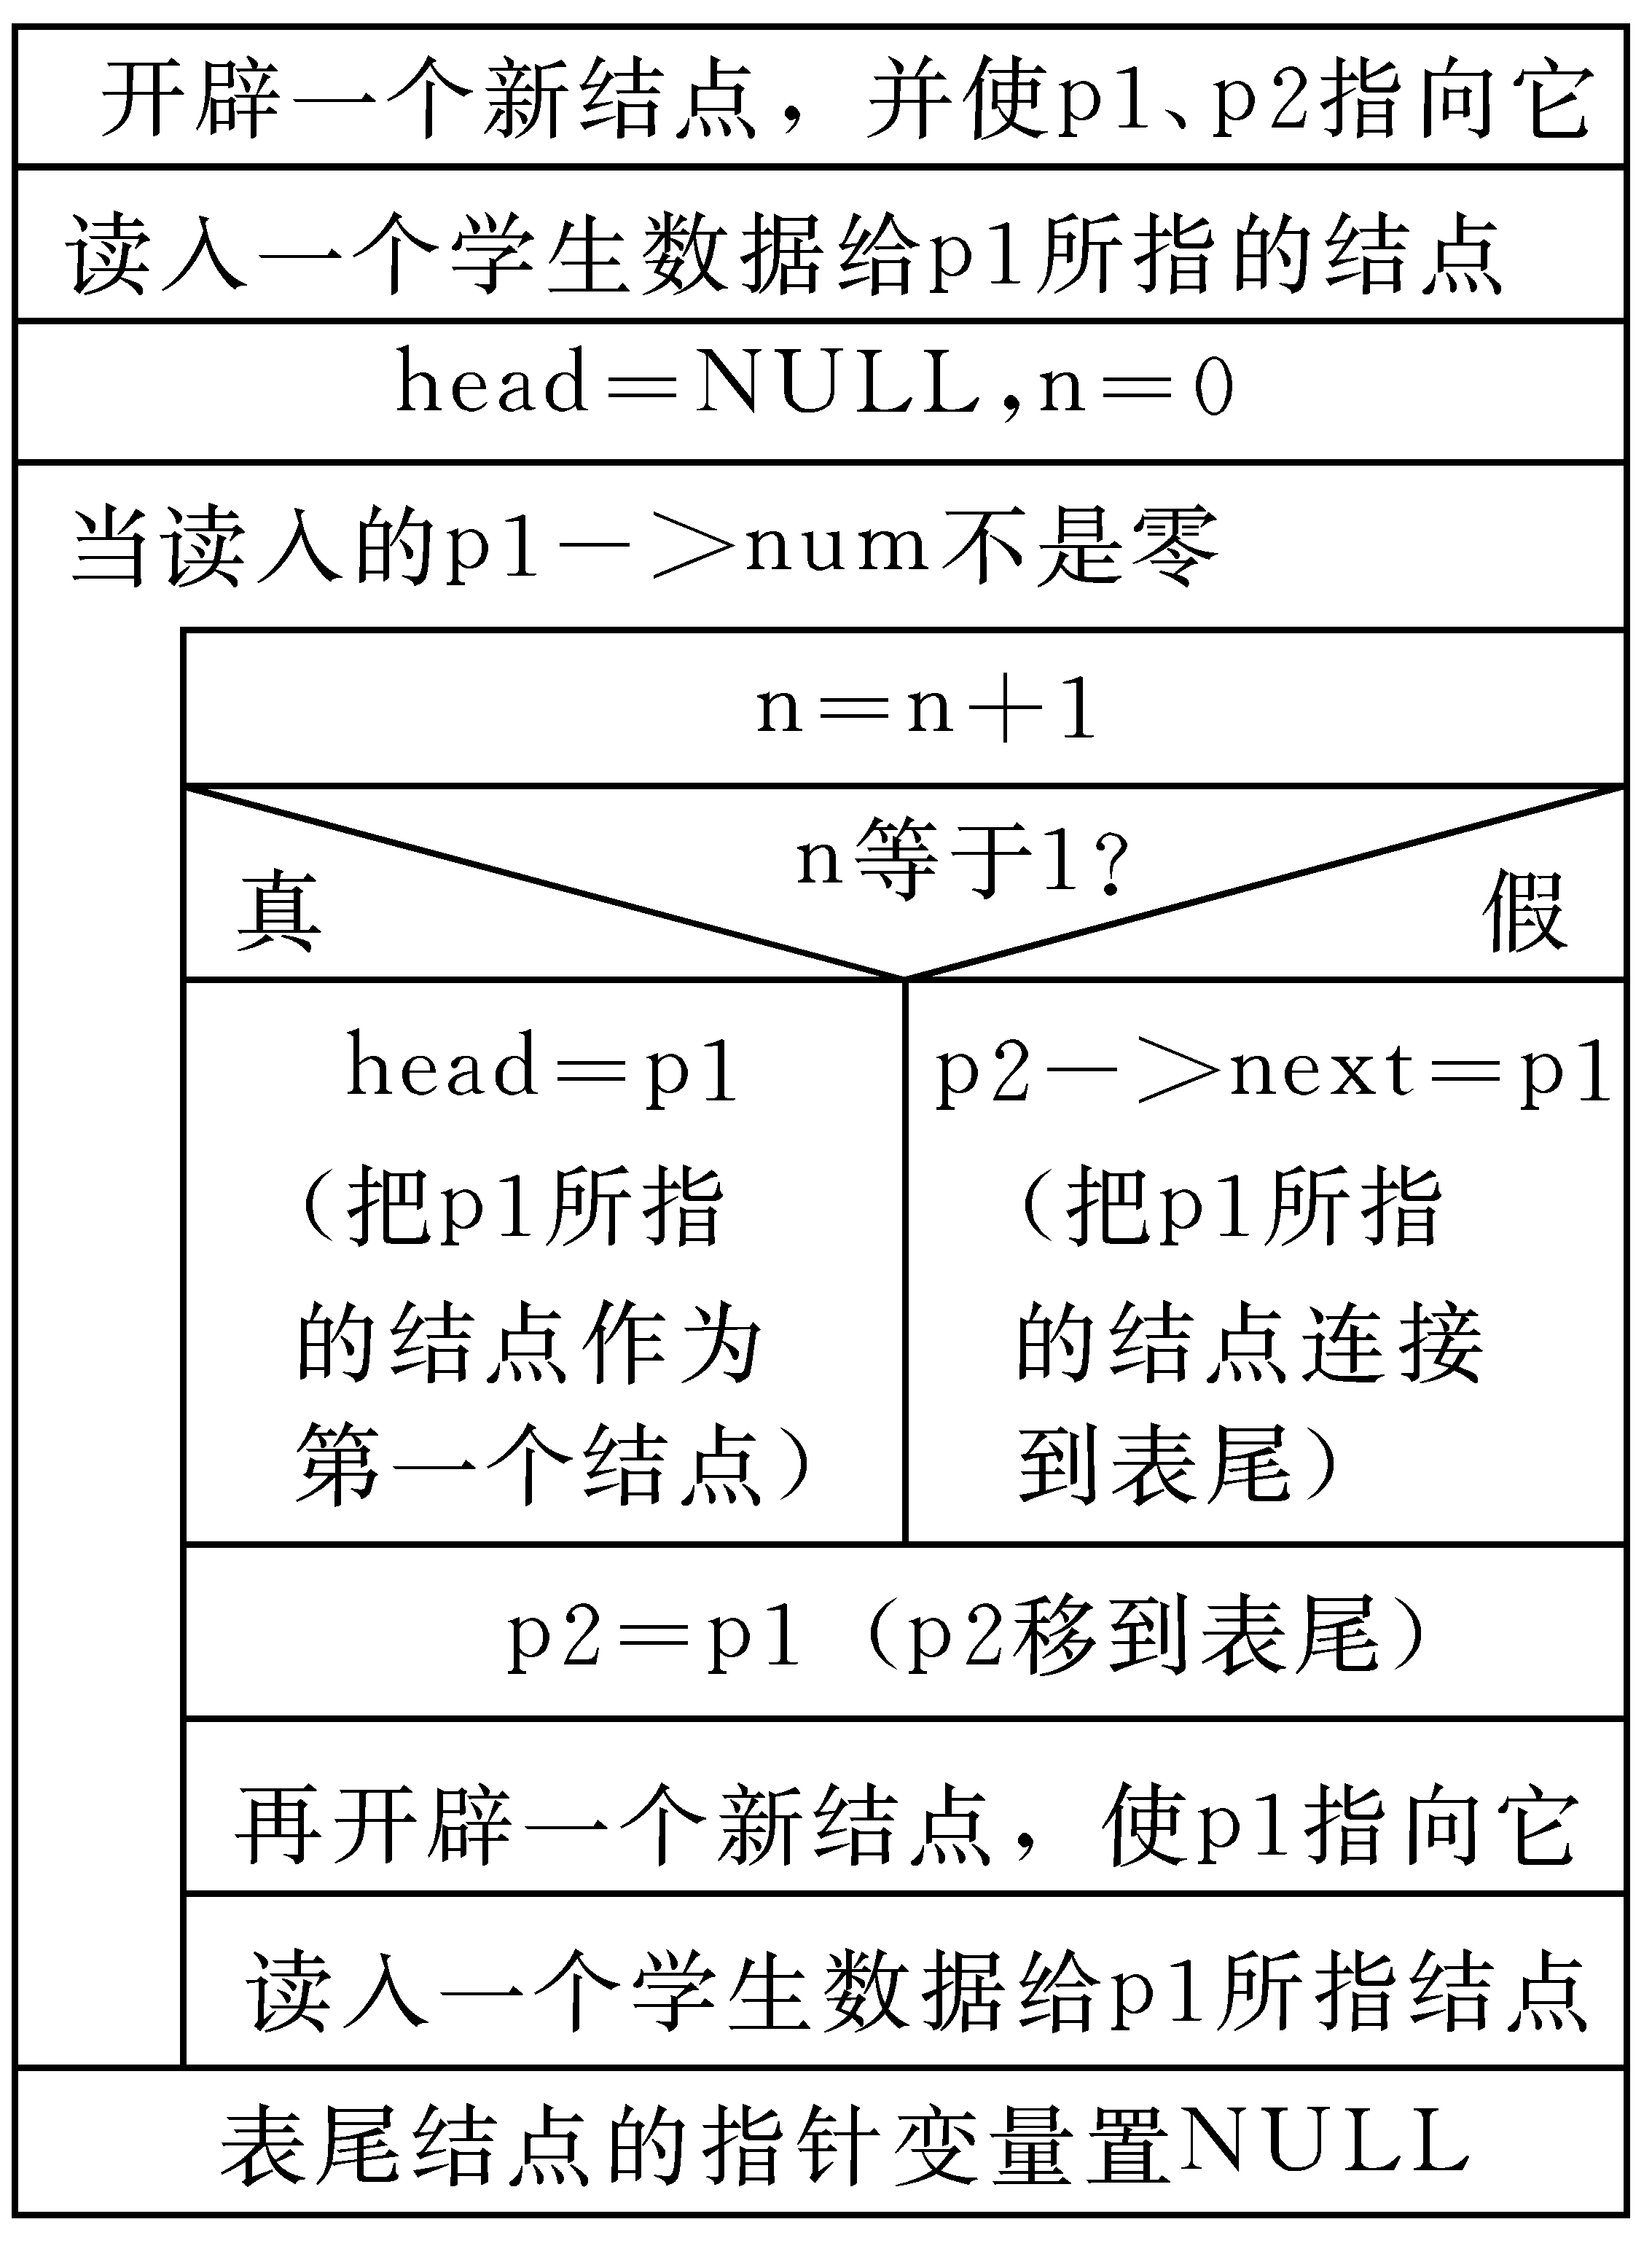 开辟一个新结点，并使p1、p2指向它
读入一个学生数据给p1所指的结点
head=NULL,n=0
当读入的p1->num不是零
n=n+1
n等于1?
真
假
head=p1
（把p1所指
的结点作为
第一个结点）
p2->next=p1
（把p1所指
的结点连接
到表尾）
p2=p1（p2移到表尾）
再开辟一个新结点，使p1指向它
读入一个学生数据给p1所指结点
表尾结点的指针变量置NULL